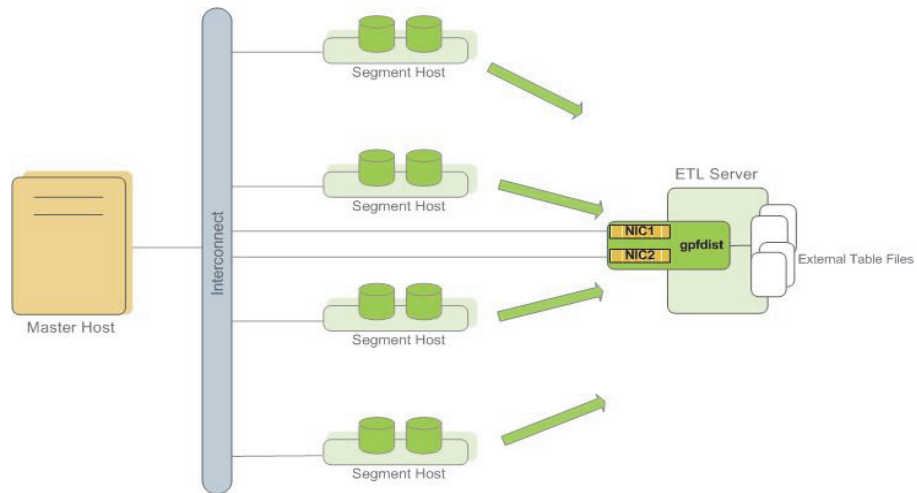 Segment Host
Segment Host
ETL Server
Interconnect
NIC1
gpfdist
NIC2
External Table Files
Master Host
Segment Host
Segment Host